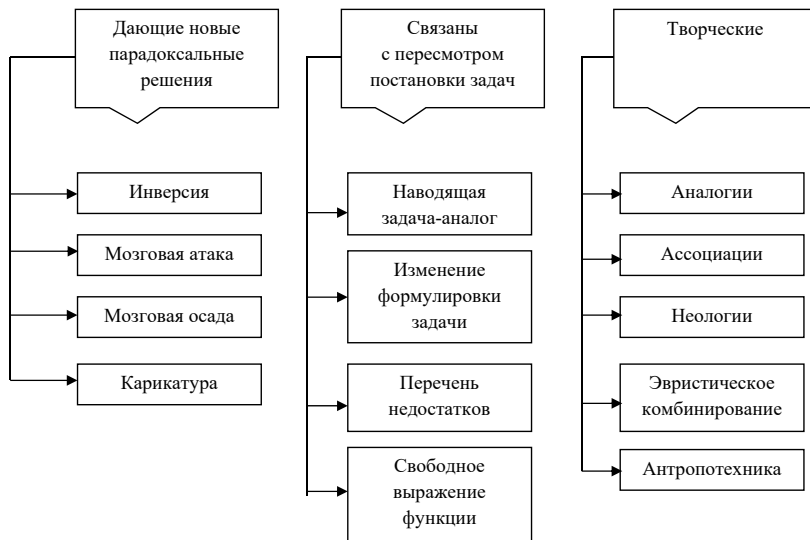 Дающие новые
парадоксальные
решения
Инверсия
Мозговая атака
Мозговая осада
Карикатура
Связаны
с пересмотром
постановки задач
Наводящая
задача-аналог
Изменение
формулировки
задачи
Перечень
недостатков
Свободное
выражение
функции
Творческие
Аналогии
Ассоциации
Неологии
Эвристическое
комбинирование
Антропотехника